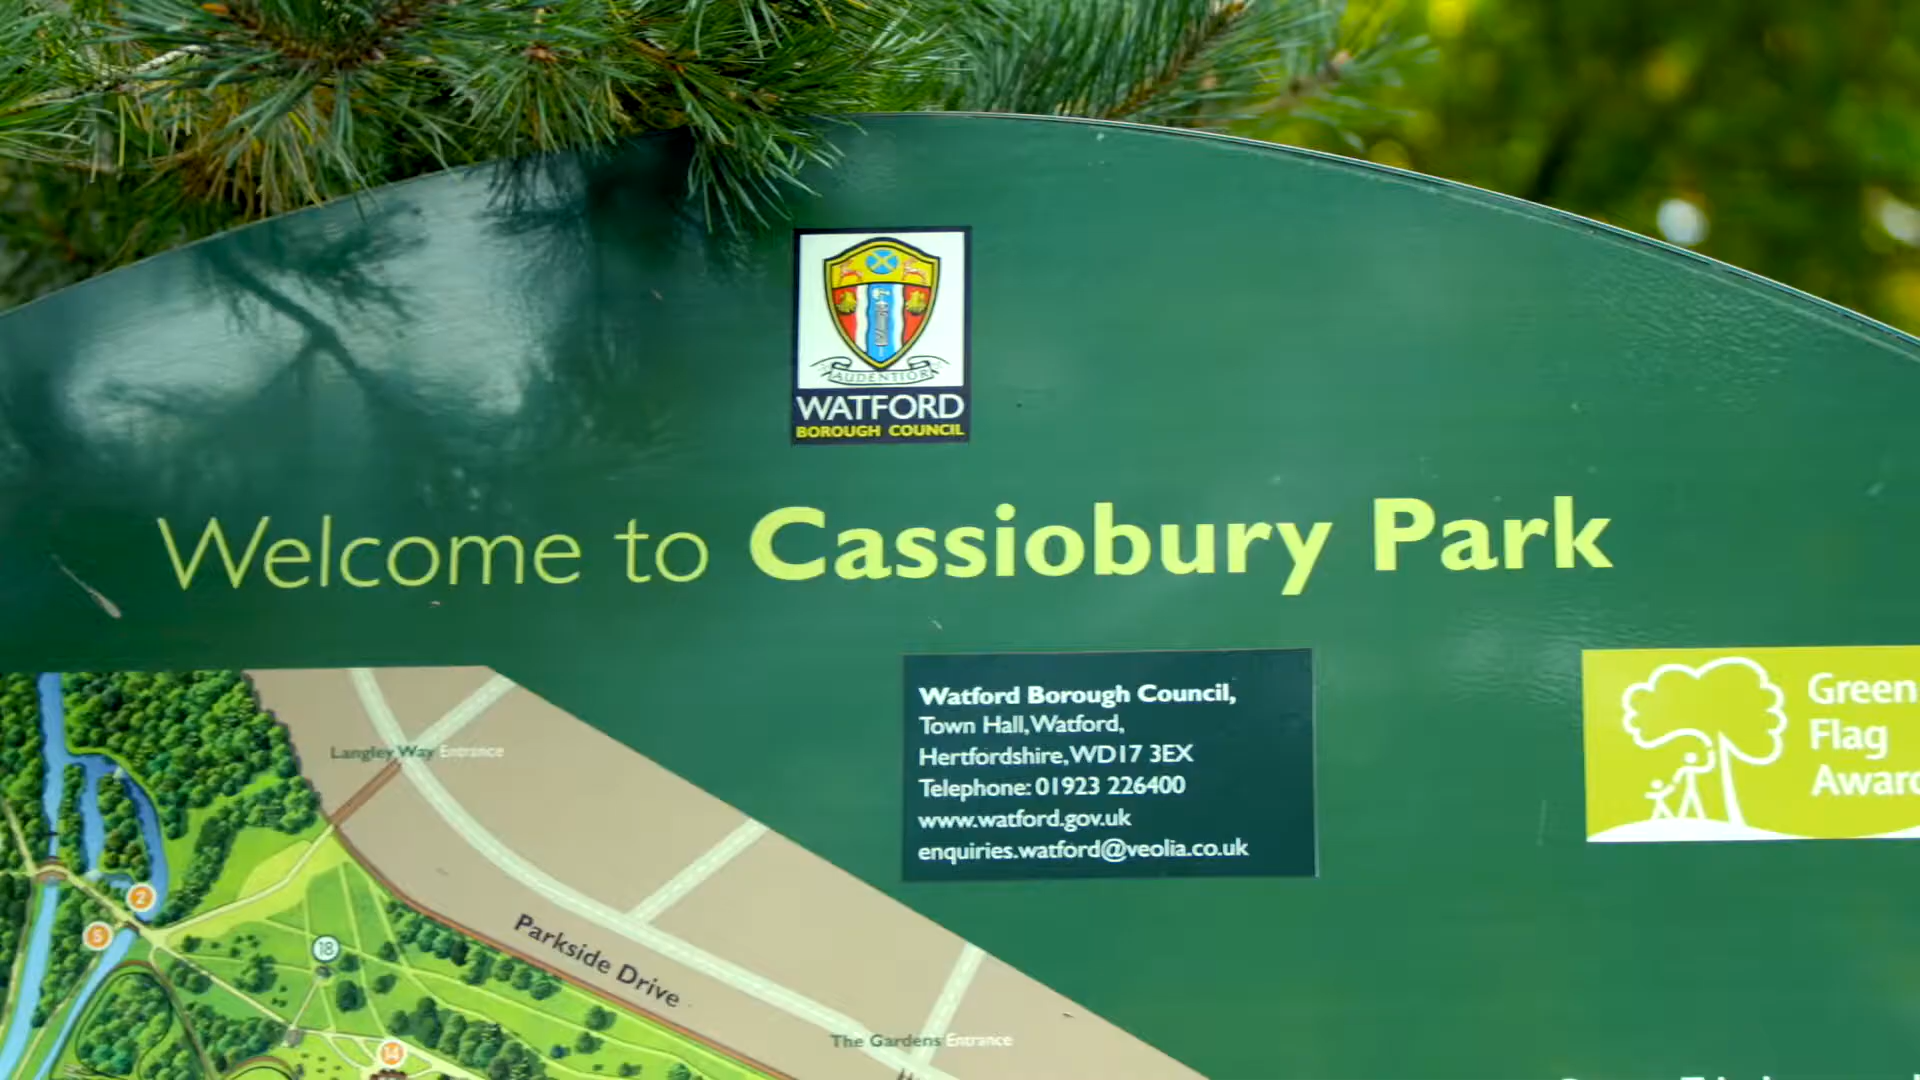 AUDENTIOR
WATFORD
BOROUGH COUNCIL
Welcome to Cassiobury Park
Watford Borough Council,
Town Hall, Watford,
Hertfordshire, WD17 3EX
Telephone: 01923 226400
www.watford.gov.uk
enquiries.watford@veolia.co.uk
Green
Flag
Award
Langley Way Entrance
2
5
18
Parkside Drive
14
The Gardens Entrance